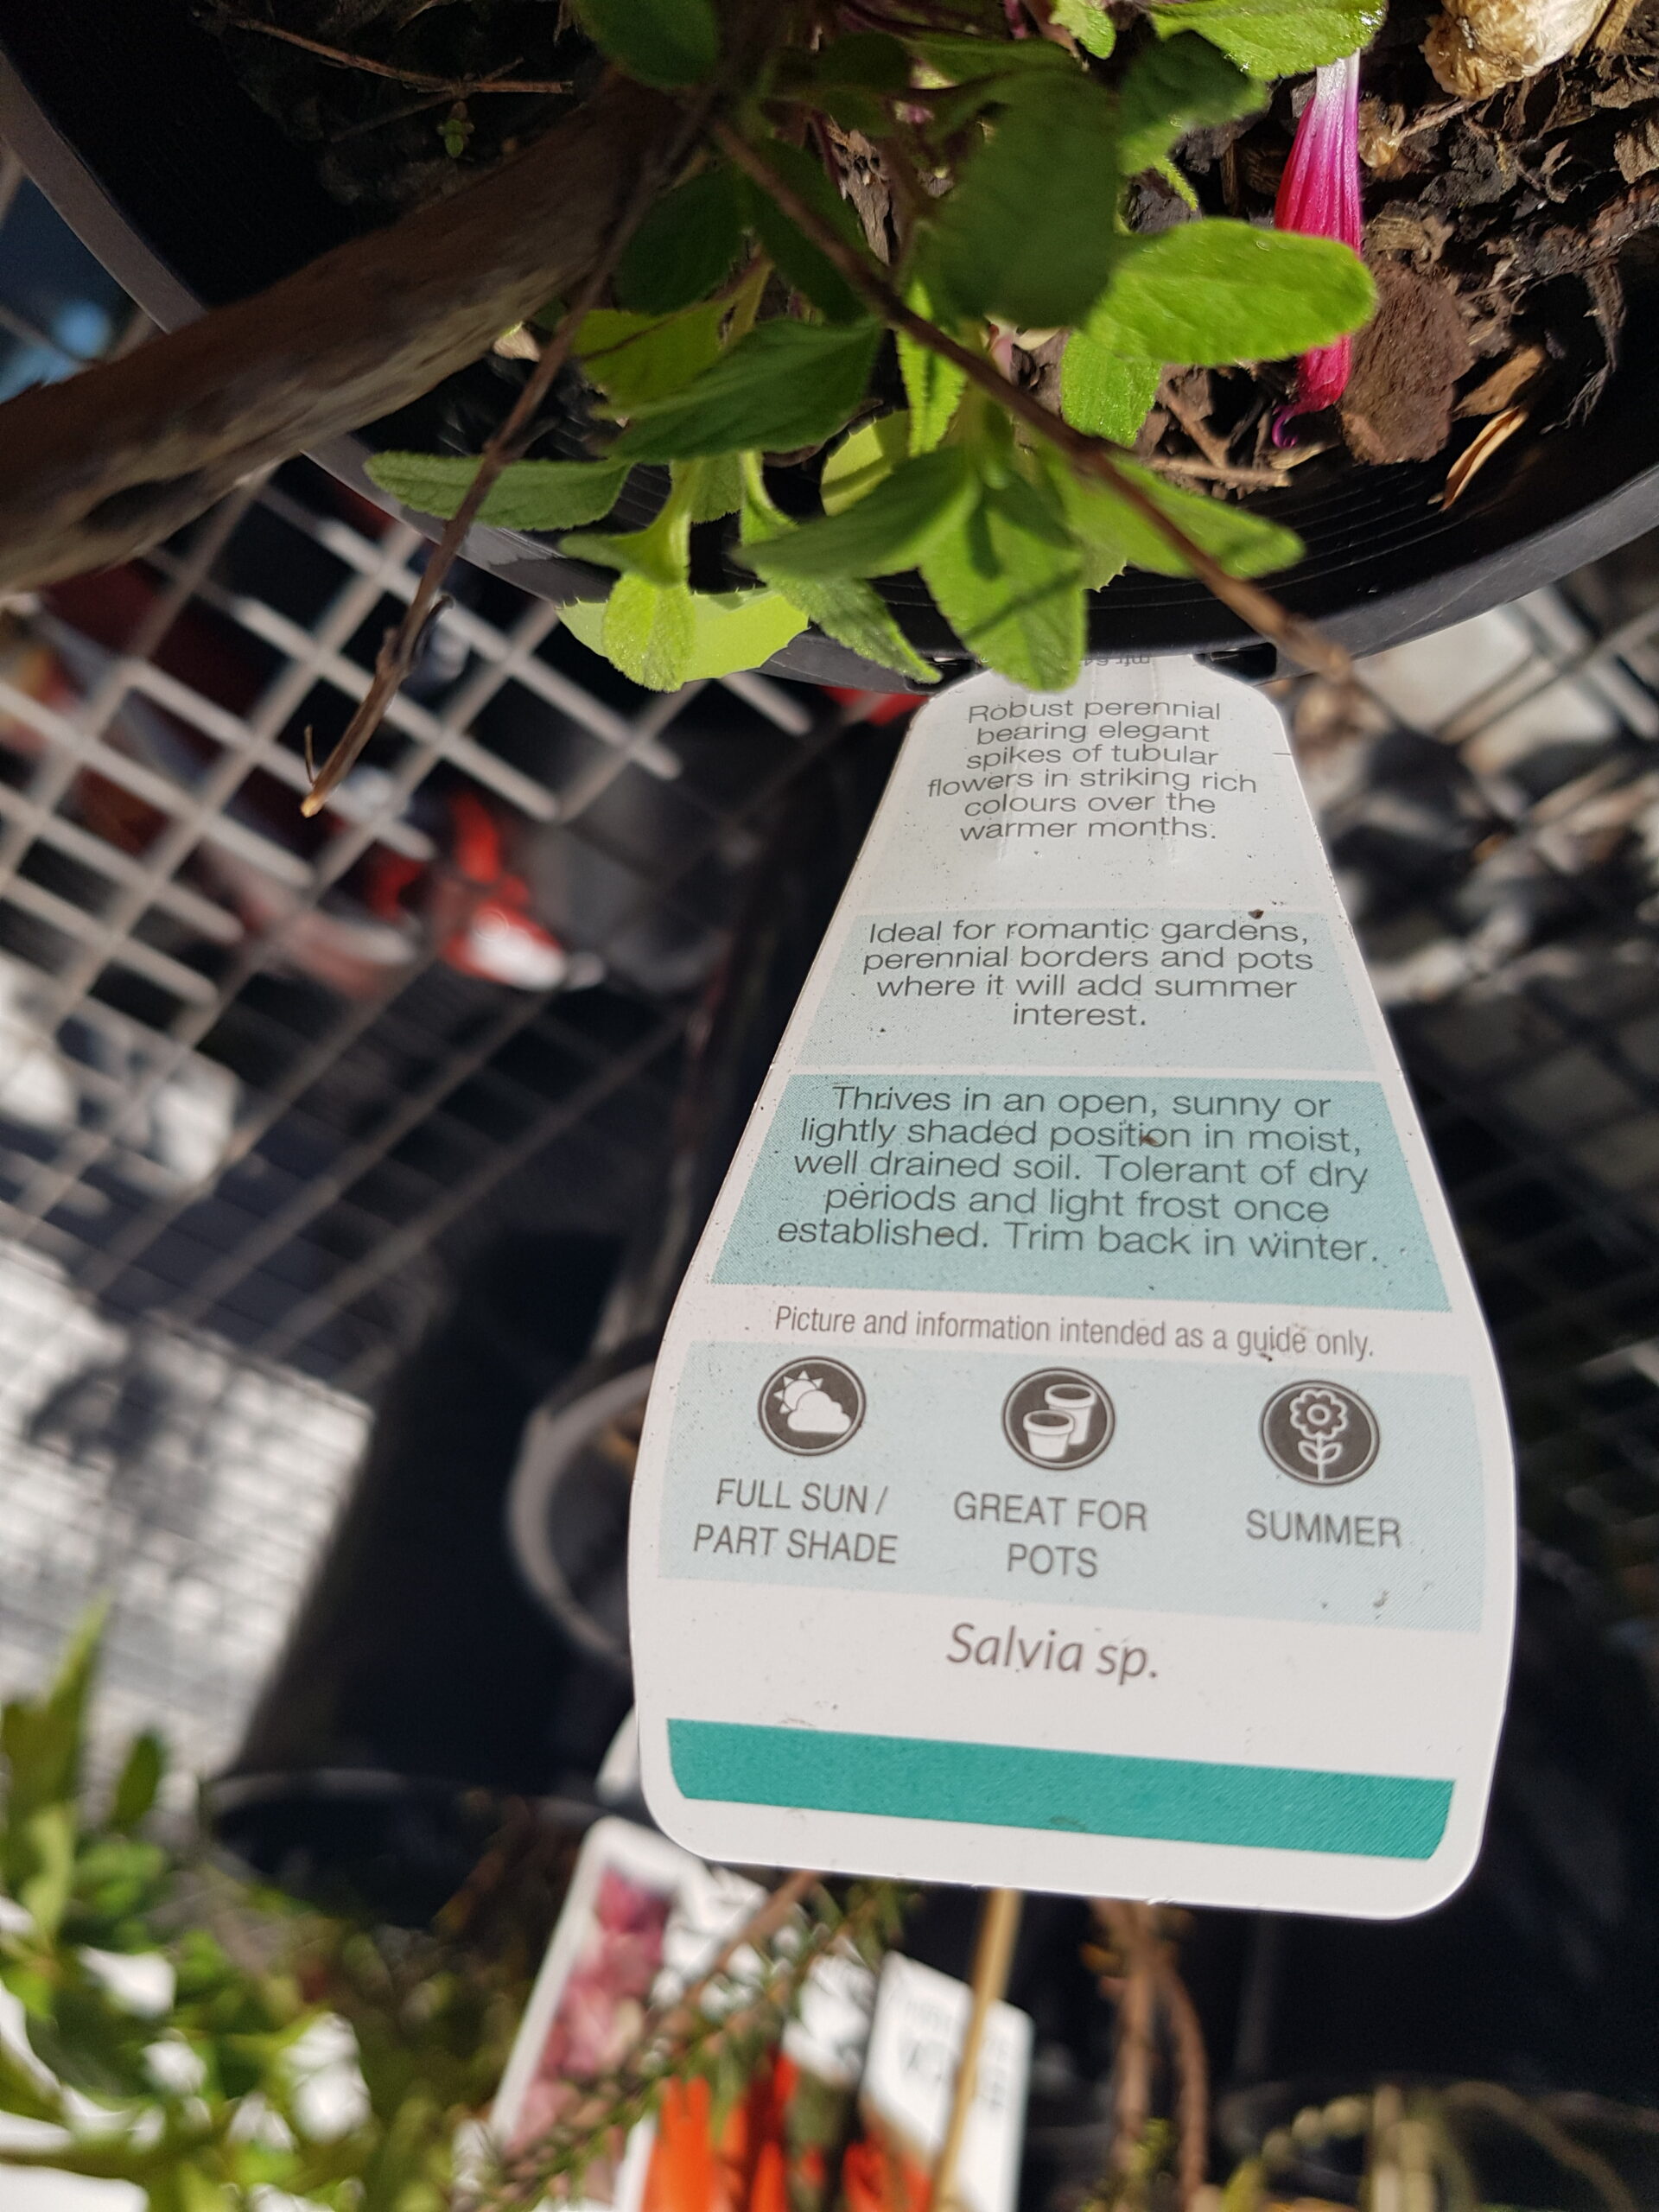 Robust perennial
bearing elegant
spikes of tubular
flowers in striking rich
colours over the
warmer months.
Ideal for romantic gardens,
perennial borders and pots
where it will add summer
interest.
Thrives in an open, sunny or
lightly shaded position in moist,
well drained soil. Tolerant of dry
periods and light frost once
established. Trim back in winter.
Picture and information intended as a guide only.
FULL SUN /
PART SHADE
GREAT FOR
POTS
SUMMER
Salvia sp.